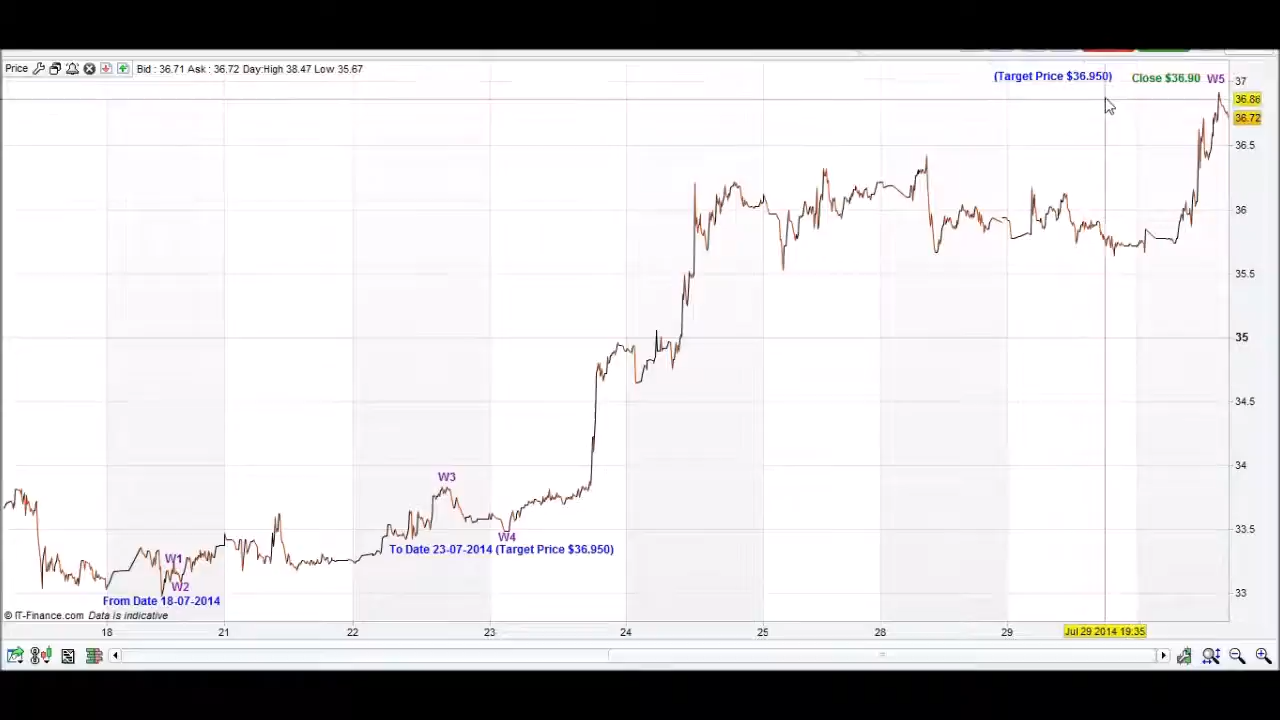 Price Bid : 36.71 Ask : 36.72 Day:High 38.47 Low 35.67
(Target Price $36.950) Close $36.90 W5
37
36.86
36.72
36.5
36
35.5
35
34.5
34
W3
33.5
W4
To Date 23-07-2014 (Target Price $36.950)
W1
W2
33
From Date 18-07-2014
© IT-Finance.com Data is indicative
18 21 22 23 24 25 28 29 Jul 29 2014 19:35